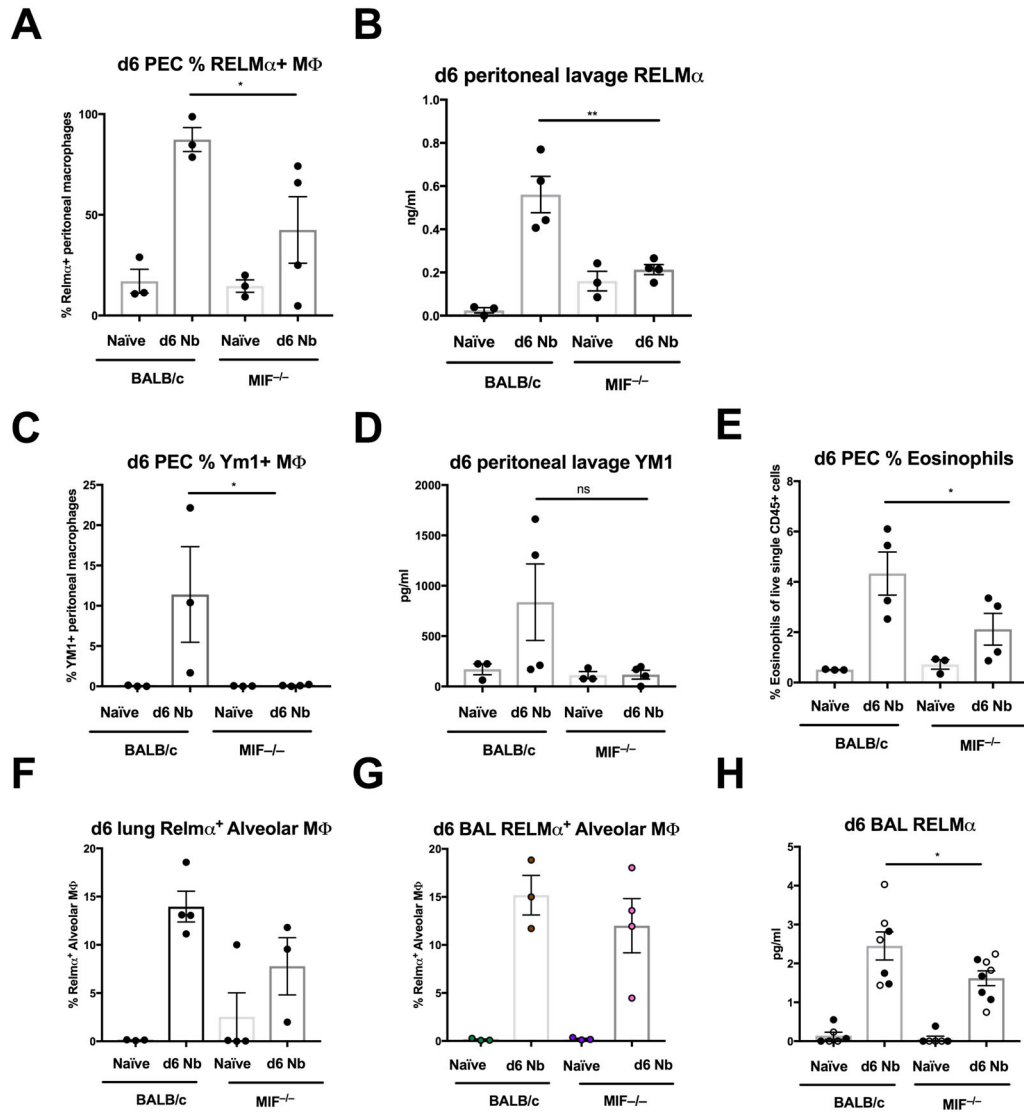 A
d6 PEC % RELMα+ MΦ
*
% Relmα+ peritoneal macrophages
100
50
0
Naïve d6 Nb Naïve d6 Nb
BALB/c MIF–/–
B
d6 peritoneal lavage RELMα
**
ng/ml
1.0
0.8
0.6
0.4
0.2
0.0
Naïve d6 Nb Naïve d6 Nb
BALB/c MIF–/–
C
d6 PEC % Ym1+ MΦ
*
% YM1+ peritoneal macrophages
25
20
15
10
5
0
Naïve d6 Nb Naïve d6 Nb
BALB/c MIF–/–
D
d6 peritoneal lavage YM1
ns
pg/ml
2000
1500
1000
500
0
Naïve d6 Nb Naïve d6 Nb
BALB/c MIF–/–
E
d6 PEC % Eosinophils
*
% Eosinophils of live single CD45+ cells
8
6
4
2
0
Naïve d6 Nb Naïve d6 Nb
BALB/c MIF–/–
F
d6 lung Relmα+ Alveolar MΦ
% Relmα+ Alveolar MΦ
20
15
10
5
0
Naïve d6 Nb Naïve d6 Nb
BALB/c MIF–/–
G
d6 BAL RELMα+ Alveolar MΦ
% Relmα+ Alveolar MΦ
20
15
10
5
0
Naïve d6 Nb Naïve d6 Nb
BALB/c MIF–/–
H
d6 BAL RELMα
*
pg/ml
5
4
3
2
1
0
Naïve d6 Nb Naïve d6 Nb
BALB/c MIF–/–